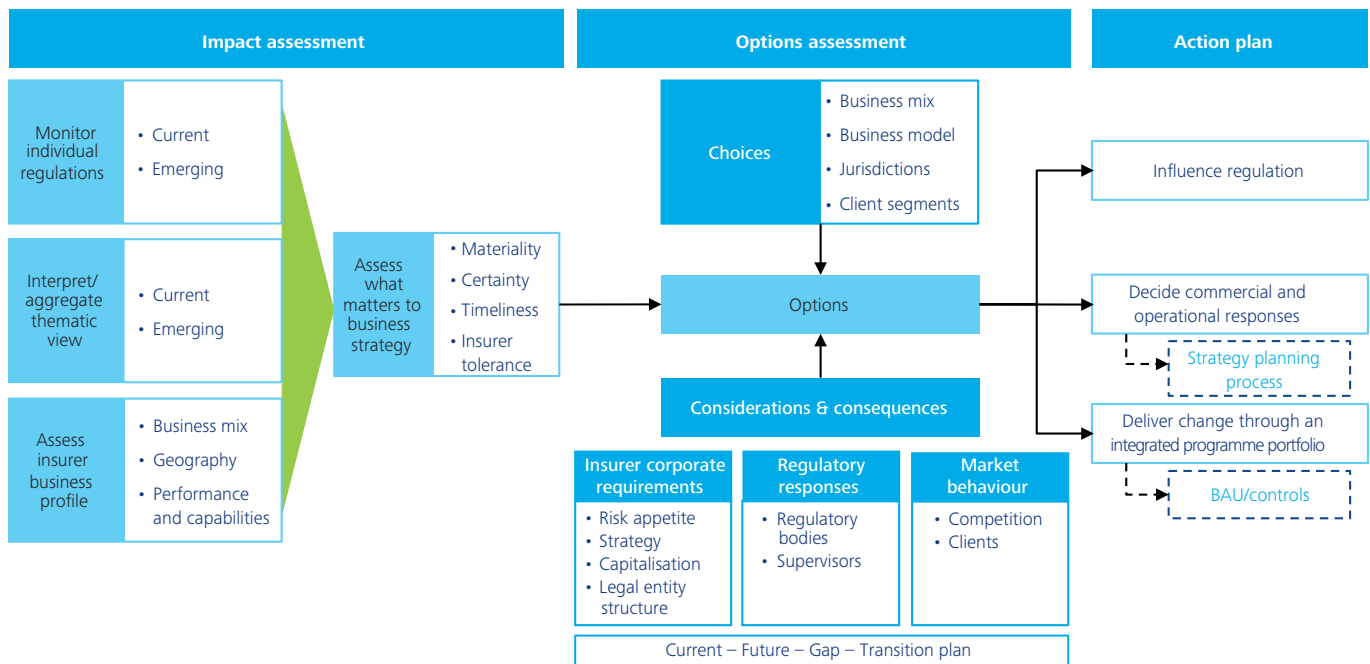 Impact assessment
Options assessment
Action plan
Monitor
individual
regulations
• Current
• Emerging
Interpret/
aggregate
thematic
view
• Current
• Emerging
Assess
insurer
business
profile
• Business mix
• Geography
• Performance
and capabilities
Assess
what
matters to
business
strategy
• Materiality
• Certainty
• Timeliness
• Insurer
tolerance
Choices
• Business mix
• Business model
• Jurisdictions
• Client segments
Options
Considerations & consequences
Insurer corporate
requirements
• Risk appetite
• Strategy
• Capitalisation
• Legal entity
structure
Regulatory
responses
• Regulatory
bodies
• Supervisors
Market
behaviour
• Competition
• Clients
Current – Future – Gap – Transition plan
Influence regulation
Decide commercial and
operational responses
Strategy planning
process
Deliver change through an
integrated programme portfolio
BAU/controls